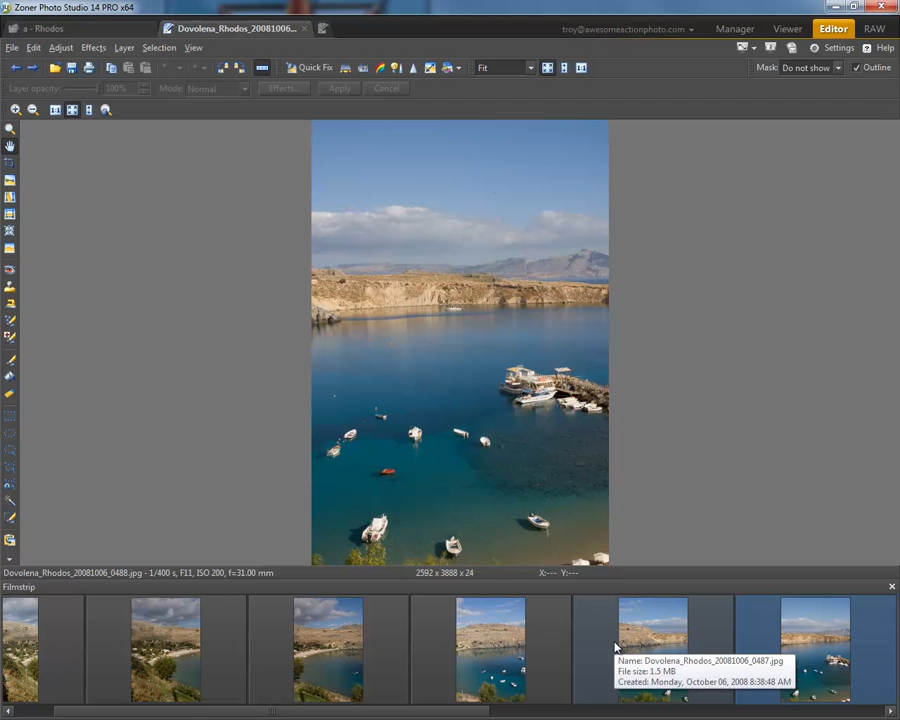 Zoner Photo Studio 14 PRO x64
a - Rhodos
Dovolena_Rhodos_20081006...
troy@awesomeactionphoto.com
Manager
Viewer
Editor
RAW
File Edit Adjust Effects Layer Selection View
Settings
Help
Quick Fix
Fit
Mask: Do not show
Outline
Layer opacity: 100% Mode: Normal Effects... Apply Cancel
Dovolena_Rhodos_20081006_0488.jpg - 1/400 s, F11, ISO 200, f=31.00 mm
2592 x 3888 x 24
X:--- Y:---
Filmstrip
Name: Dovolena_Rhodos_20081006_0487.jpg
File size: 1.5 MB
Created: Monday, October 06, 2008 8:38:48 AM